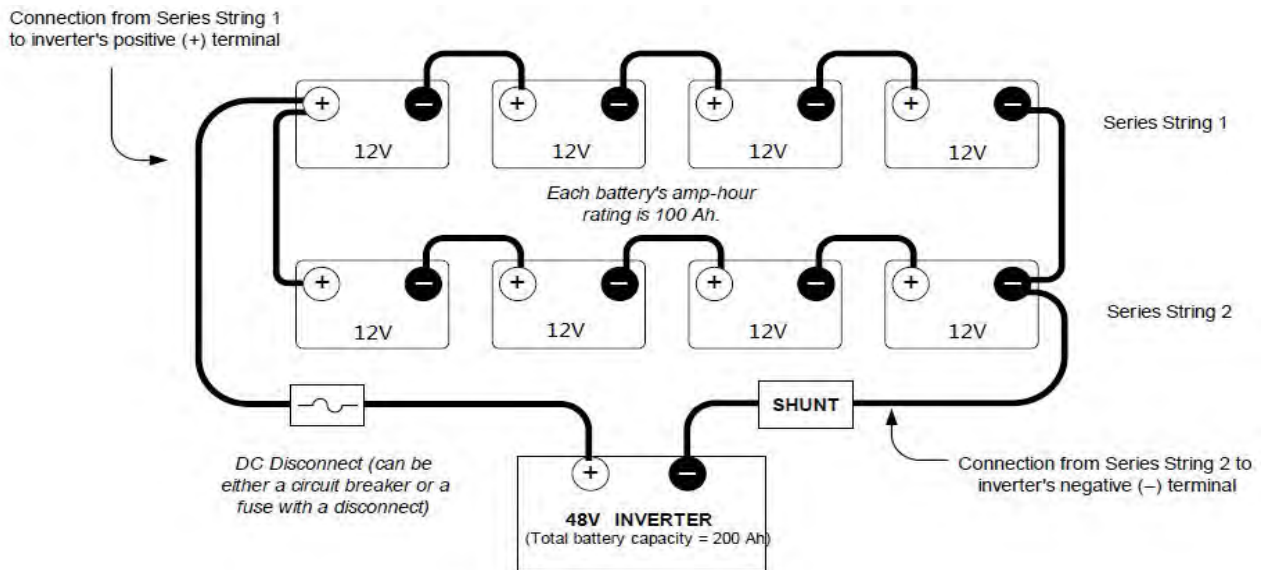 Connection from Series String 1
to inverter's positive (+) terminal
+ − + − + − + −
12V 12V 12V 12V
Series String 1
Each battery's amp-hour
rating is 100 Ah.
+ − + − + − + −
12V 12V 12V 12V
Series String 2
SHUNT
DC Disconnect (can be
either a circuit breaker or a
fuse with a disconnect)
+ −
48V INVERTER
(Total battery capacity = 200 Ah)
Connection from Series String 2 to
inverter's negative (–) terminal